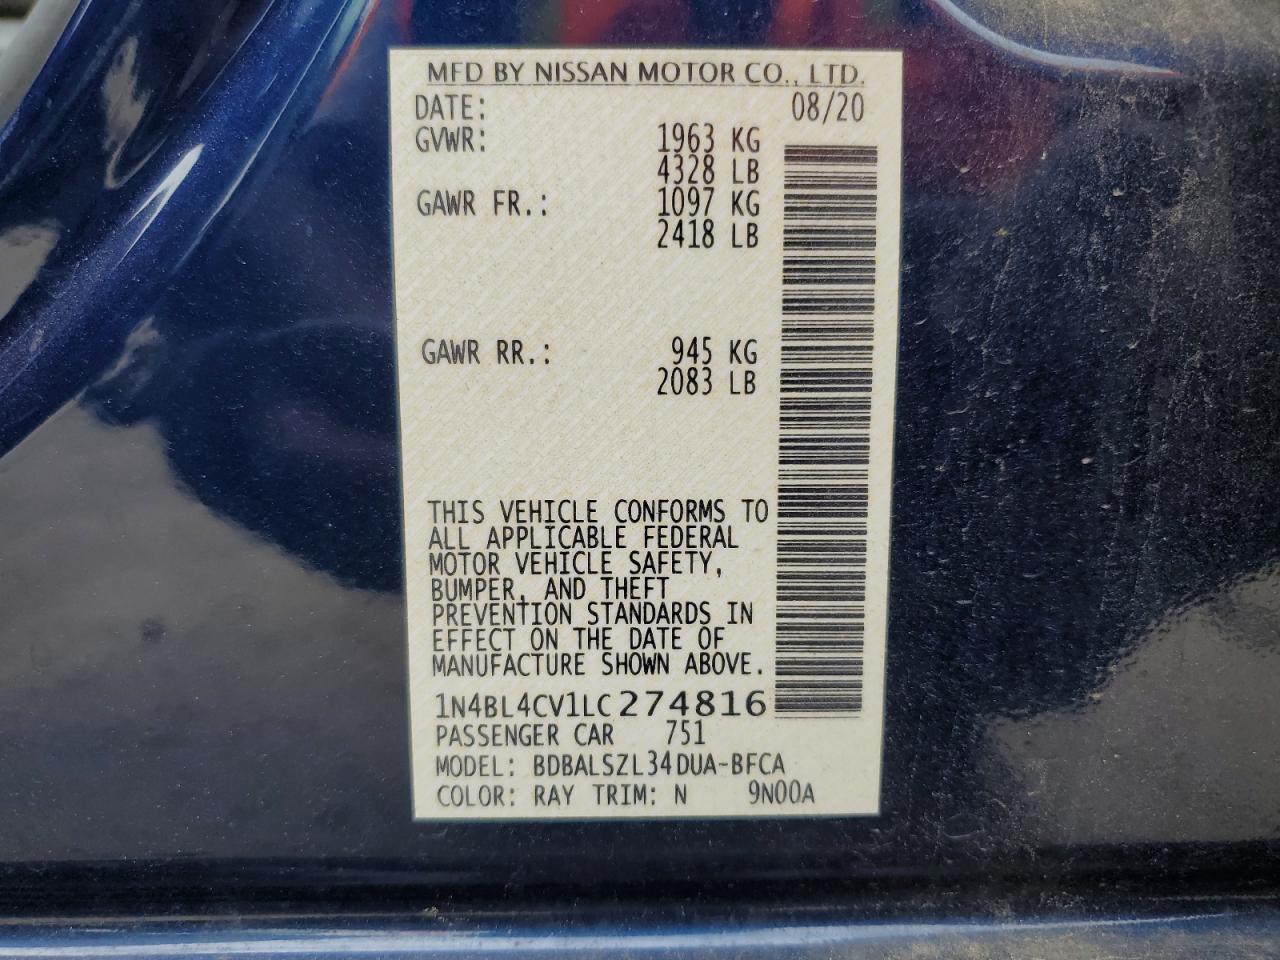 MFD BY NISSAN MOTOR CO., LTD.
DATE: 08/20
GVWR: 1963 KG
4328 LB
GAWR FR.: 1097 KG
2418 LB
GAWR RR.: 945 KG
2083 LB
THIS VEHICLE CONFORMS TO
ALL APPLICABLE FEDERAL
MOTOR VEHICLE SAFETY,
BUMPER, AND THEFT
PREVENTION STANDARDS IN
EFFECT ON THE DATE OF
MANUFACTURE SHOWN ABOVE.
1N4BL4CV1LC274816
PASSENGER CAR 751
MODEL: BDBALSZL34DUA-BFCA
COLOR: RAY TRIM: N 9N00A